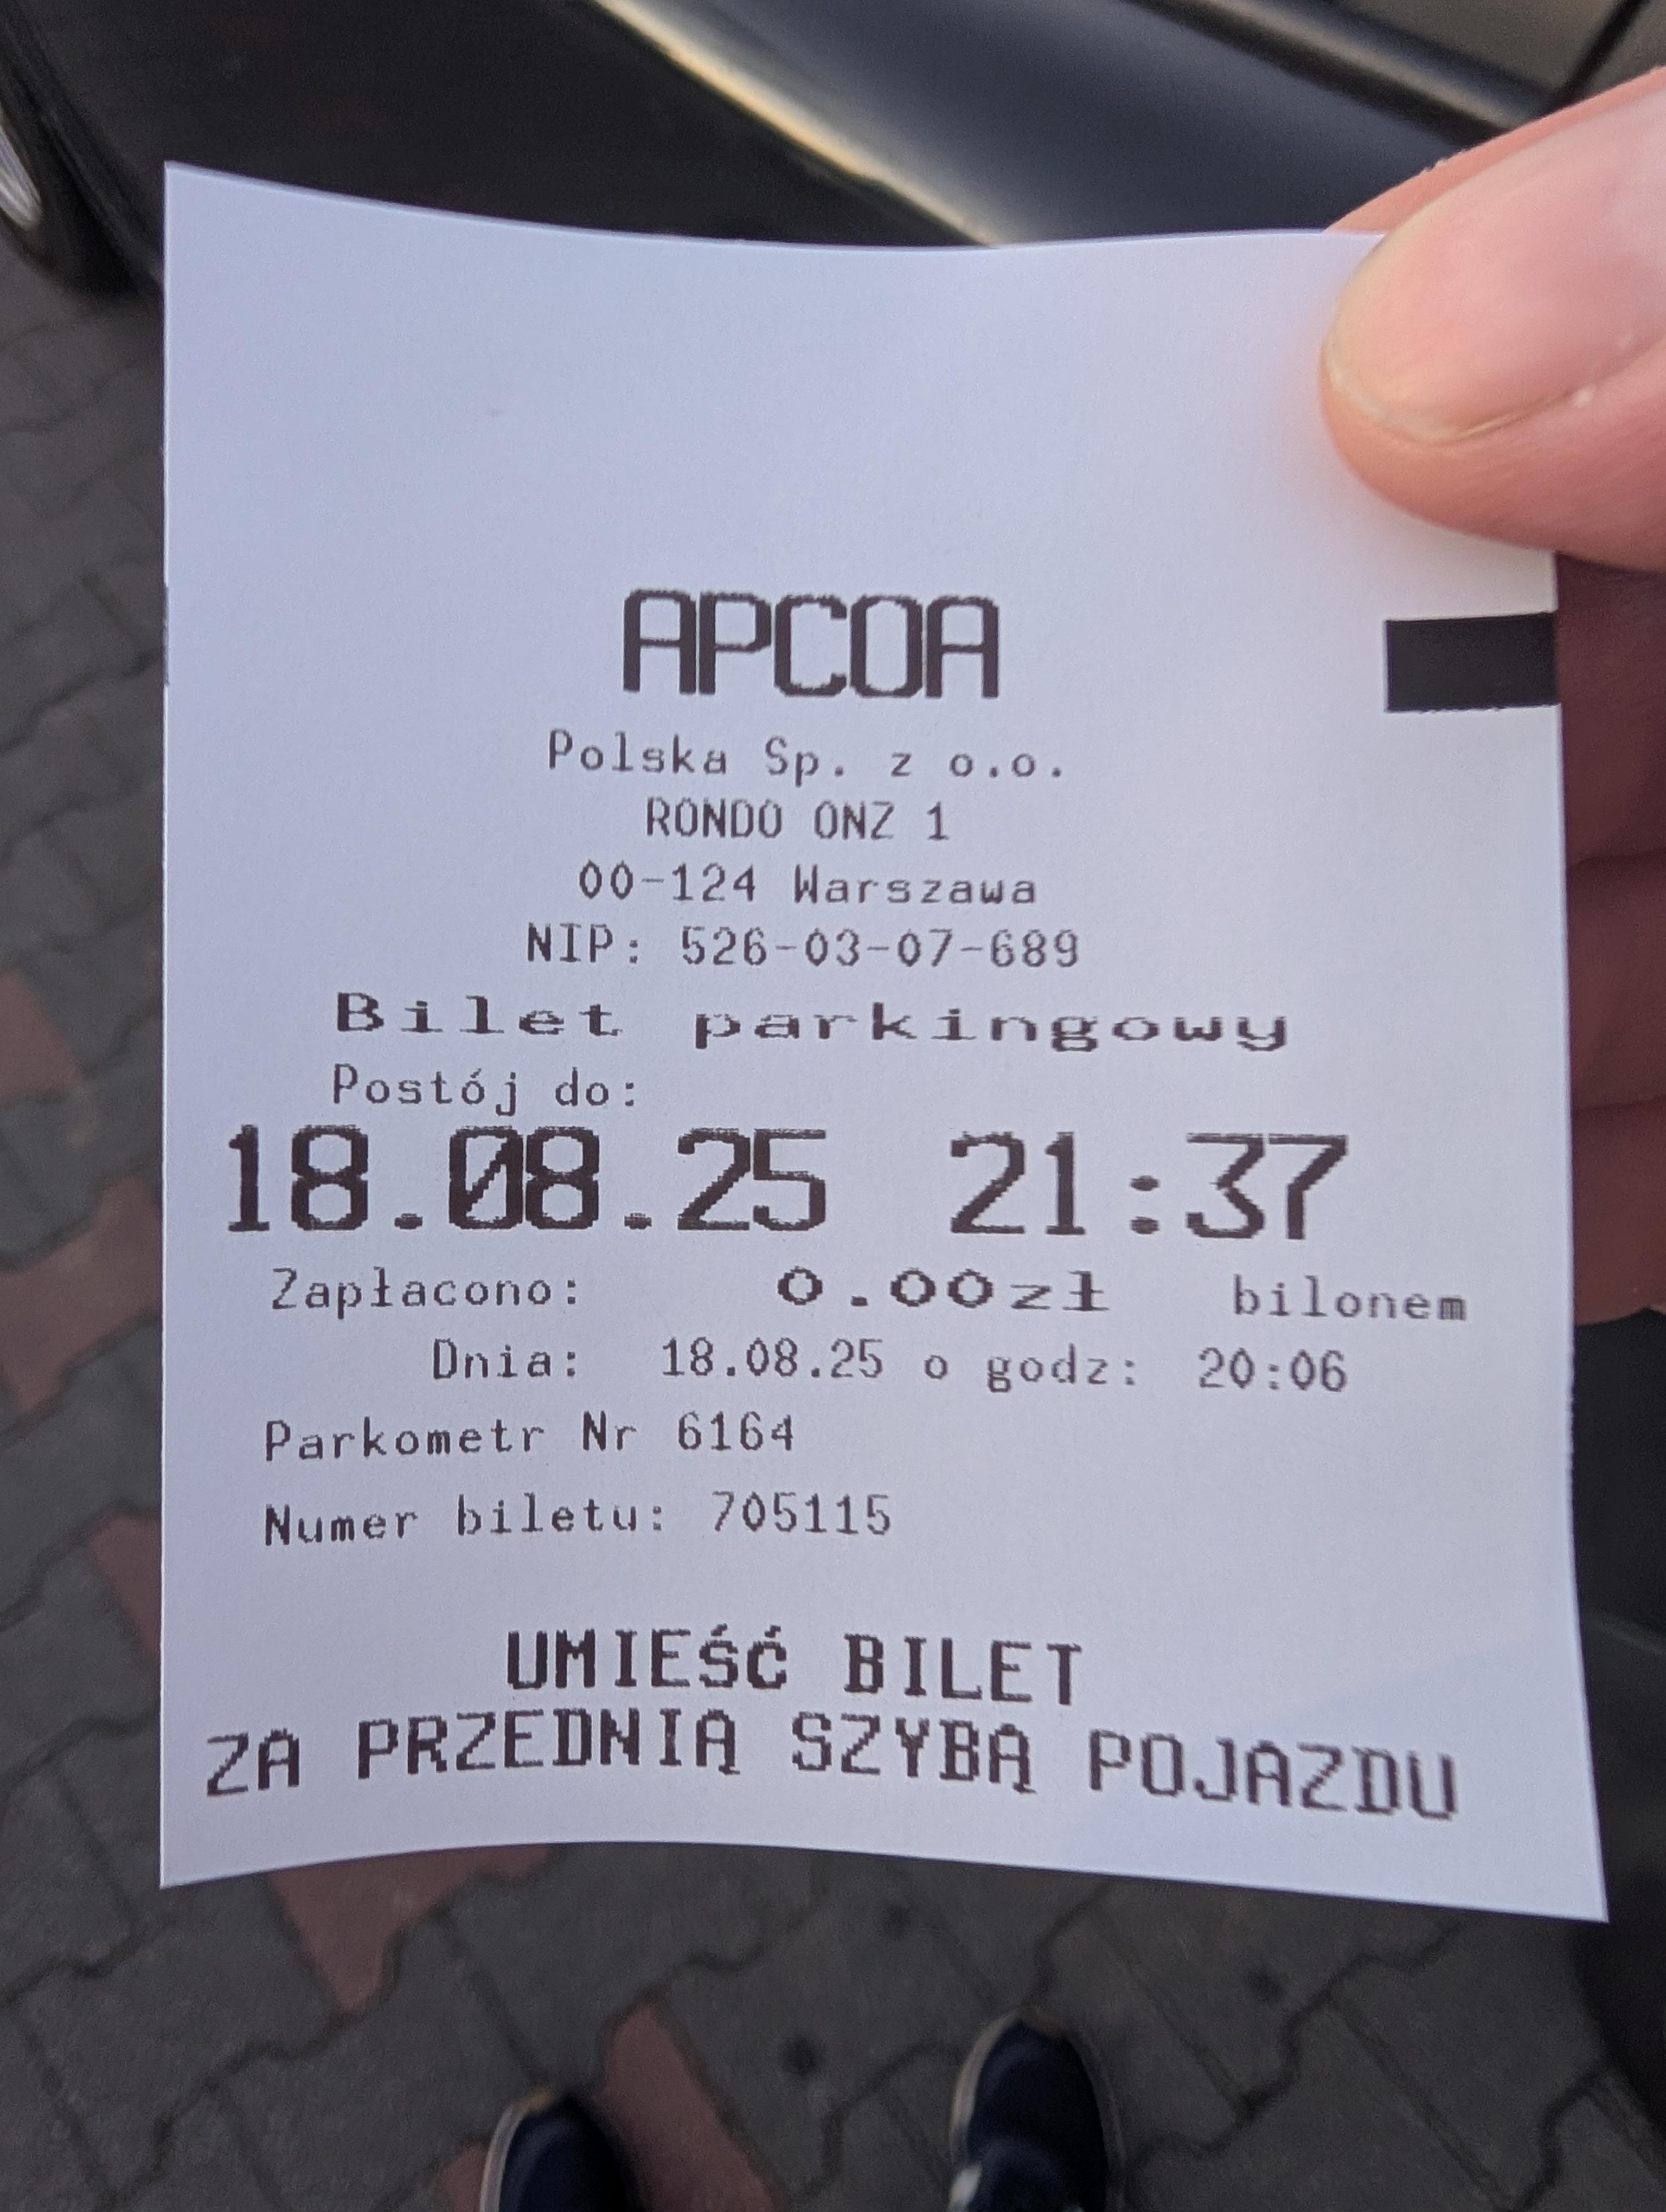 APCOA
Polska Sp. z o.o.
RONDO ONZ 1
00-124 Warszawa
NIP: 526-03-07-689
Bilet parkingowy
Postój do:
18.08.25 21:37
Zapłacono: 0.00zł bilonem
Dnia: 18.08.25 o godz: 20:06
Parkometr Nr 6164
Numer biletu: 705115
UMIEŚĆ BILET
ZA PRZEDNIĄ SZYBĄ POJAZDU